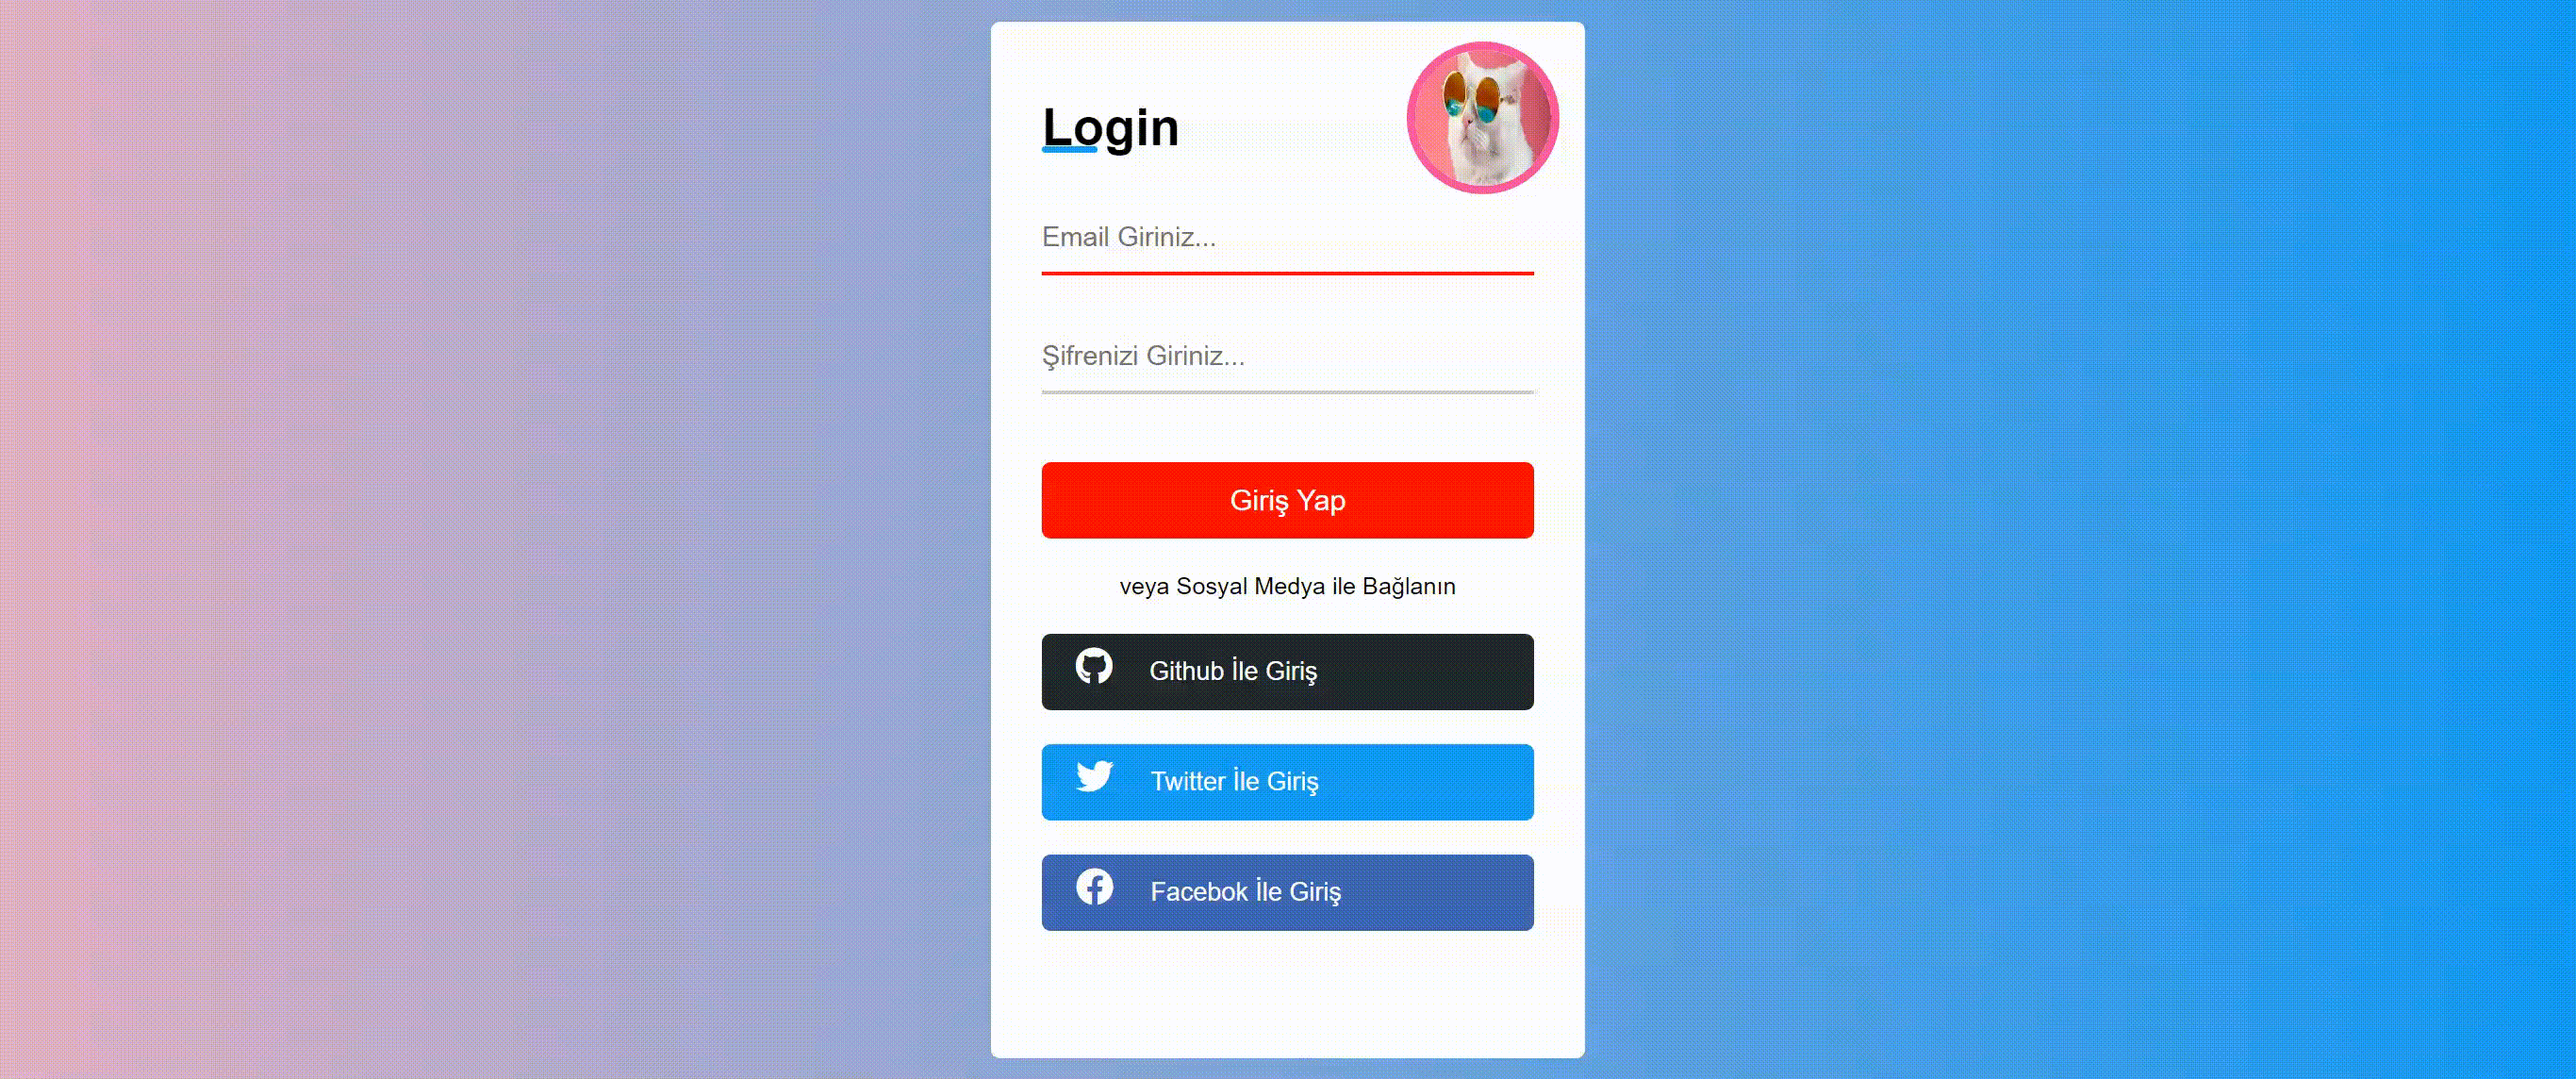 Login
Email Giriniz...
Şifrenizi Giriniz...
Giriş Yap
veya Sosyal Medya ile Bağlanın
Github İle Giriş
Twitter İle Giriş
Facebok İle Giriş